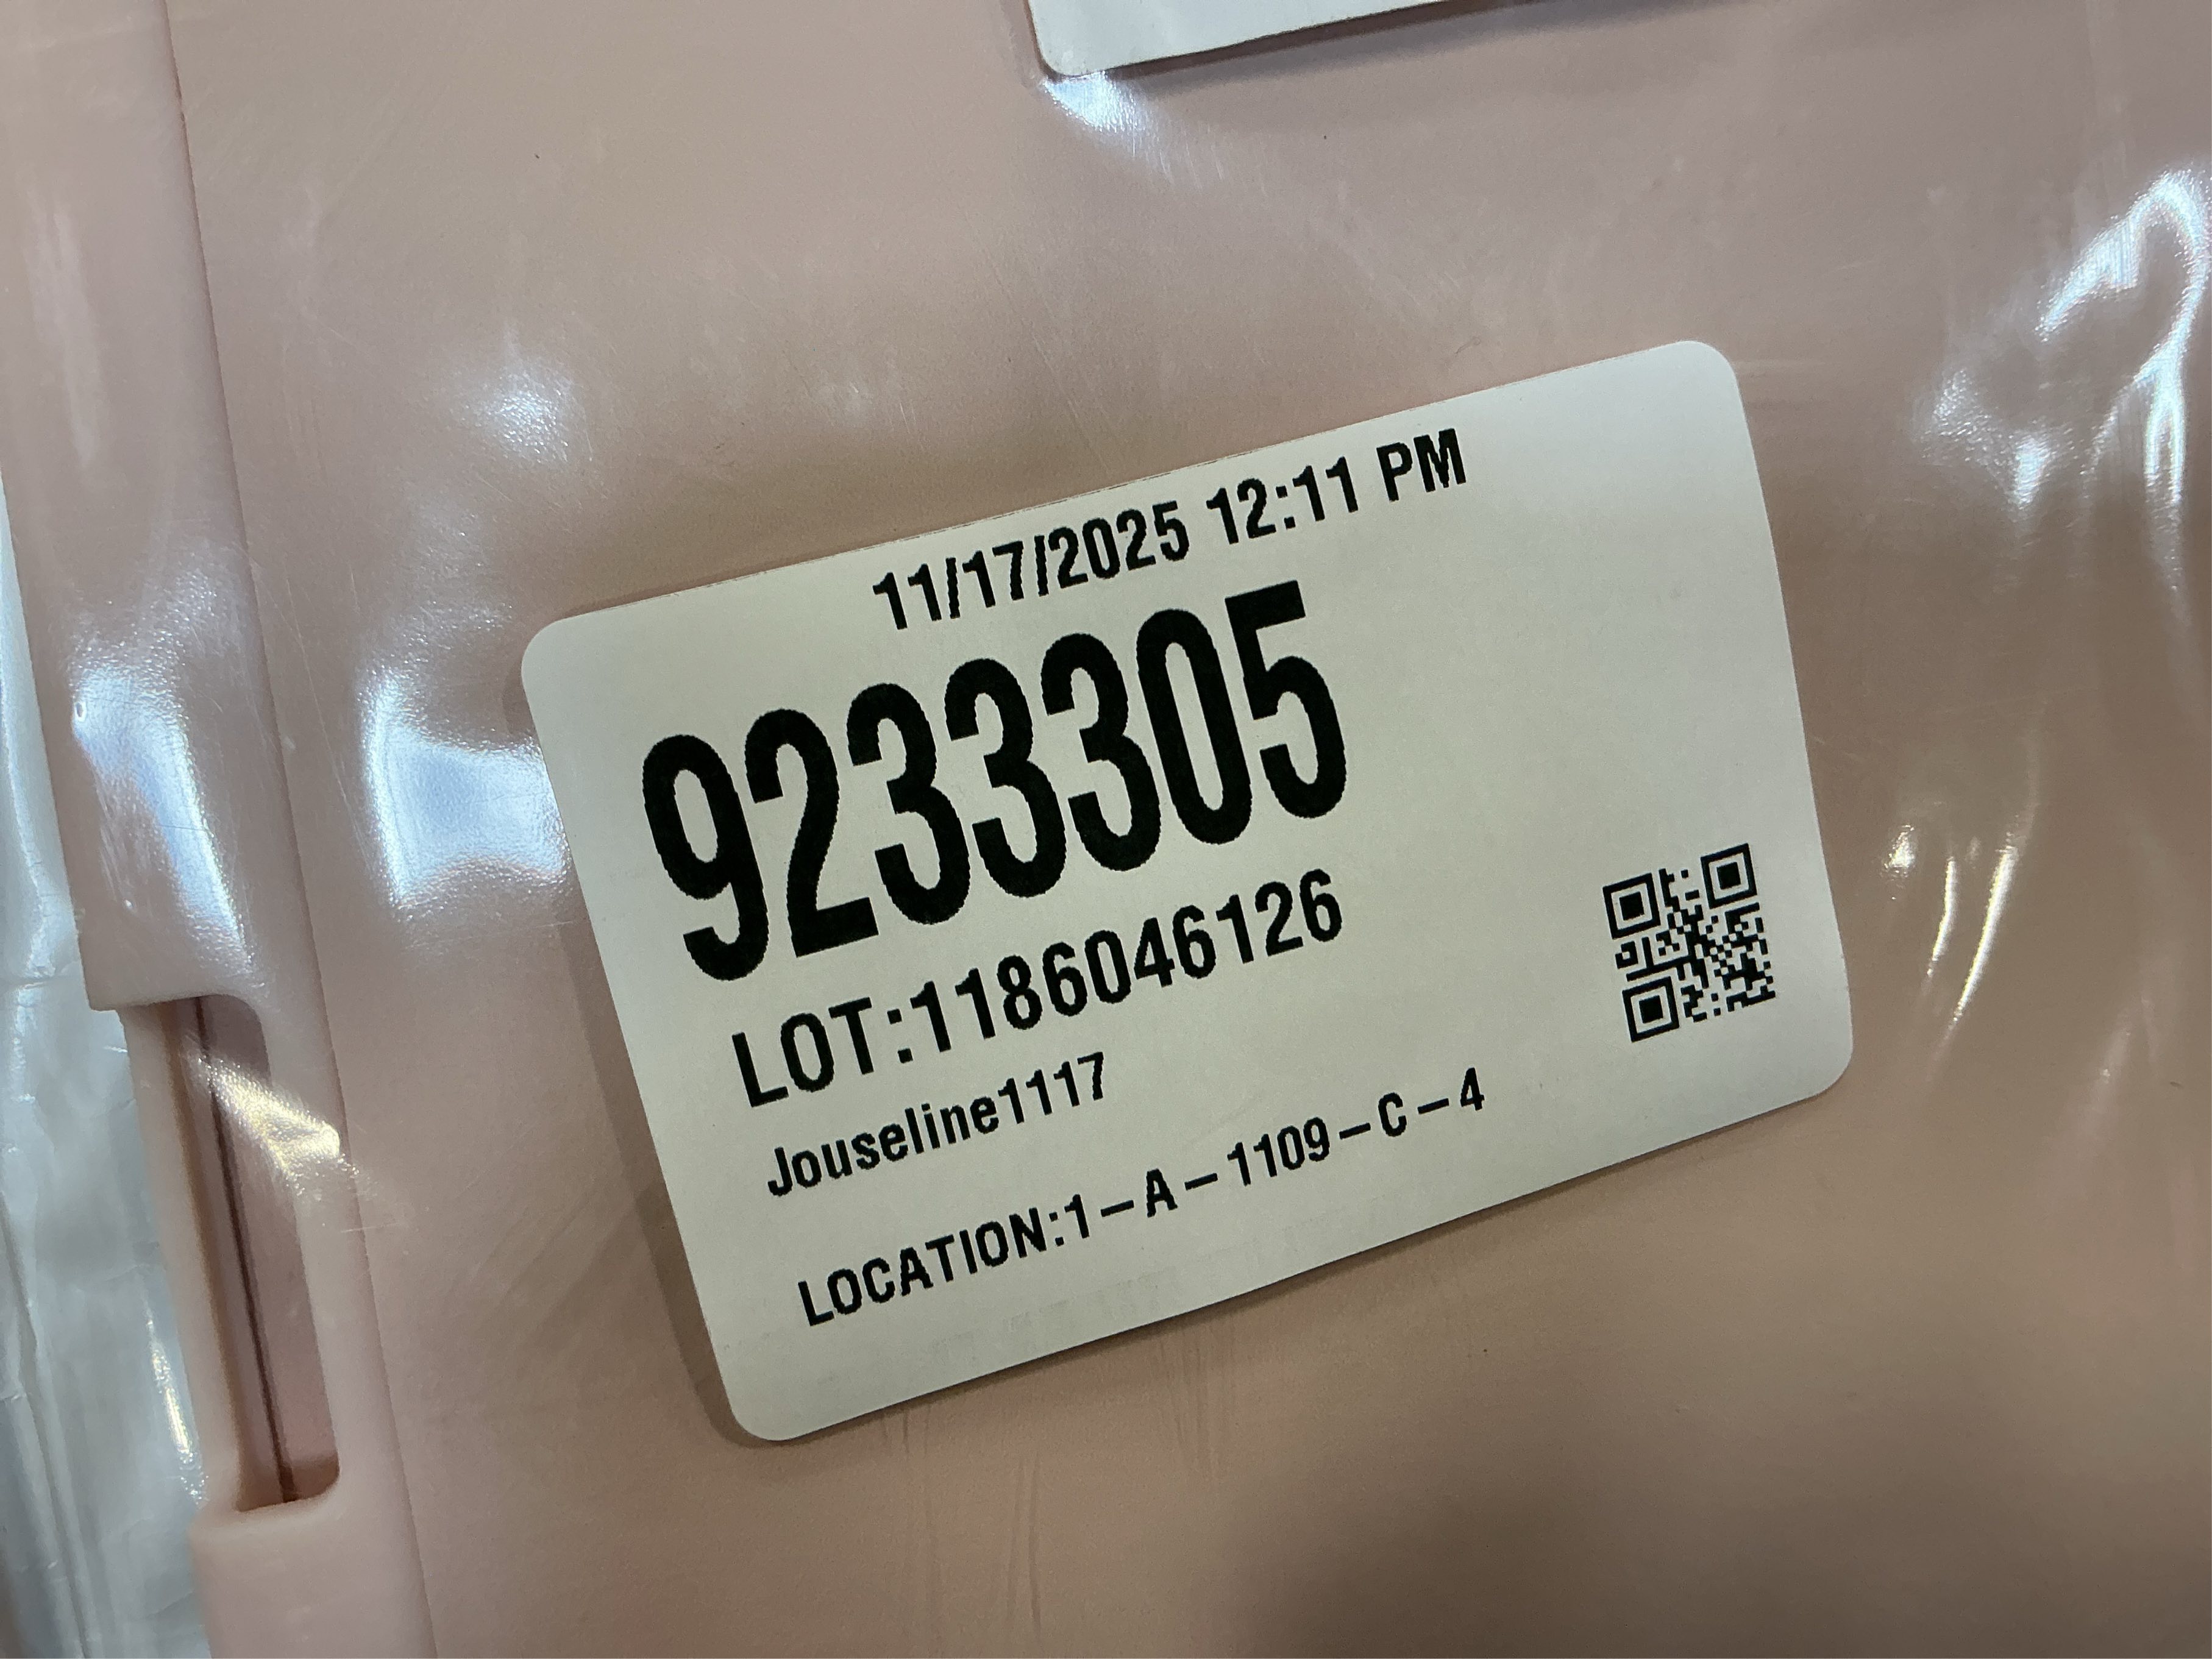 11/17/2025 12:11 PM
9233305
LOT:1186046126
Jouseline1117
LOCATION:1-A-1109-C-4